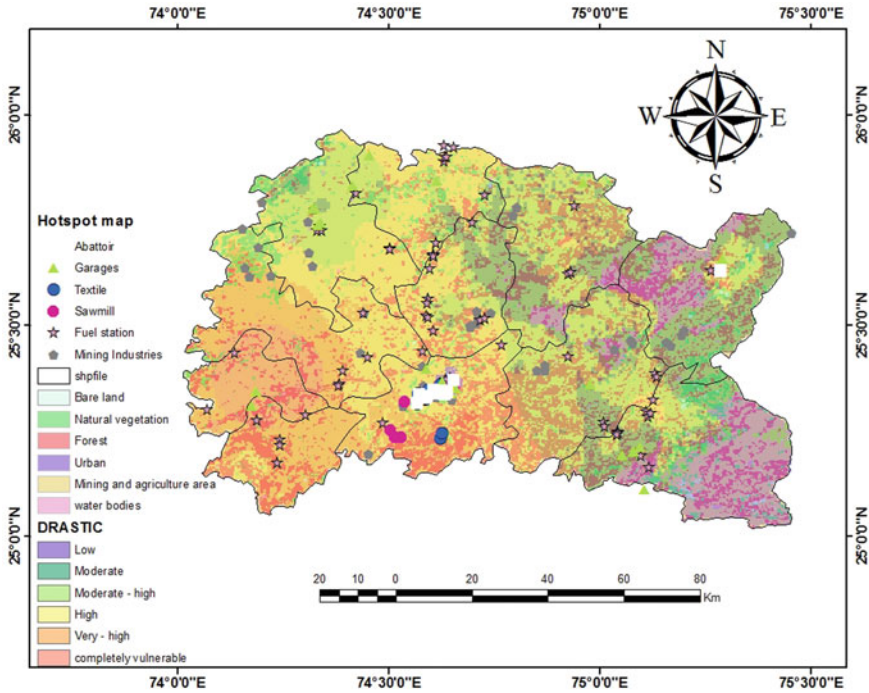 74°0'0"E 74°30'0"E 75°0'0"E 75°30'0"E
26°0'0"N
25°30'0"N
25°0'0"N
N
W E
S
26°0'0"N
25°30'0"N
25°0'0"N
Hotspot map
Abattoir
Garages
Textile
Sawmill
Fuel station
Mining Industries
shpfile
Bare land
Natural vegetation
Forest
Urban
Mining and agriculture area
water bodies
DRASTIC
Low
Moderate
Moderate - high
High
Very - high
completely vulnerable
20 10 0 20 40 60 80
Km
74°0'0"E 74°30'0"E 75°0'0"E 75°30'0"E